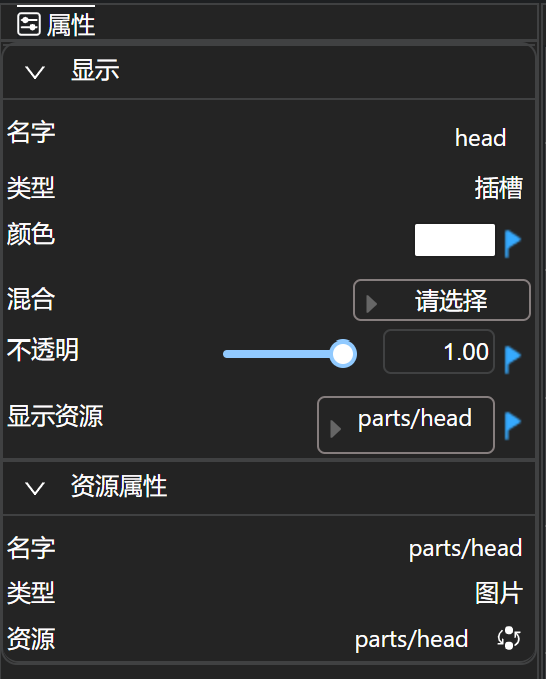 属性
显示
名字 head
类型 插槽
颜色
混合 请选择
不透明 1.00
显示资源 parts/head
资源属性
名字 parts/head
类型 图片
资源 parts/head